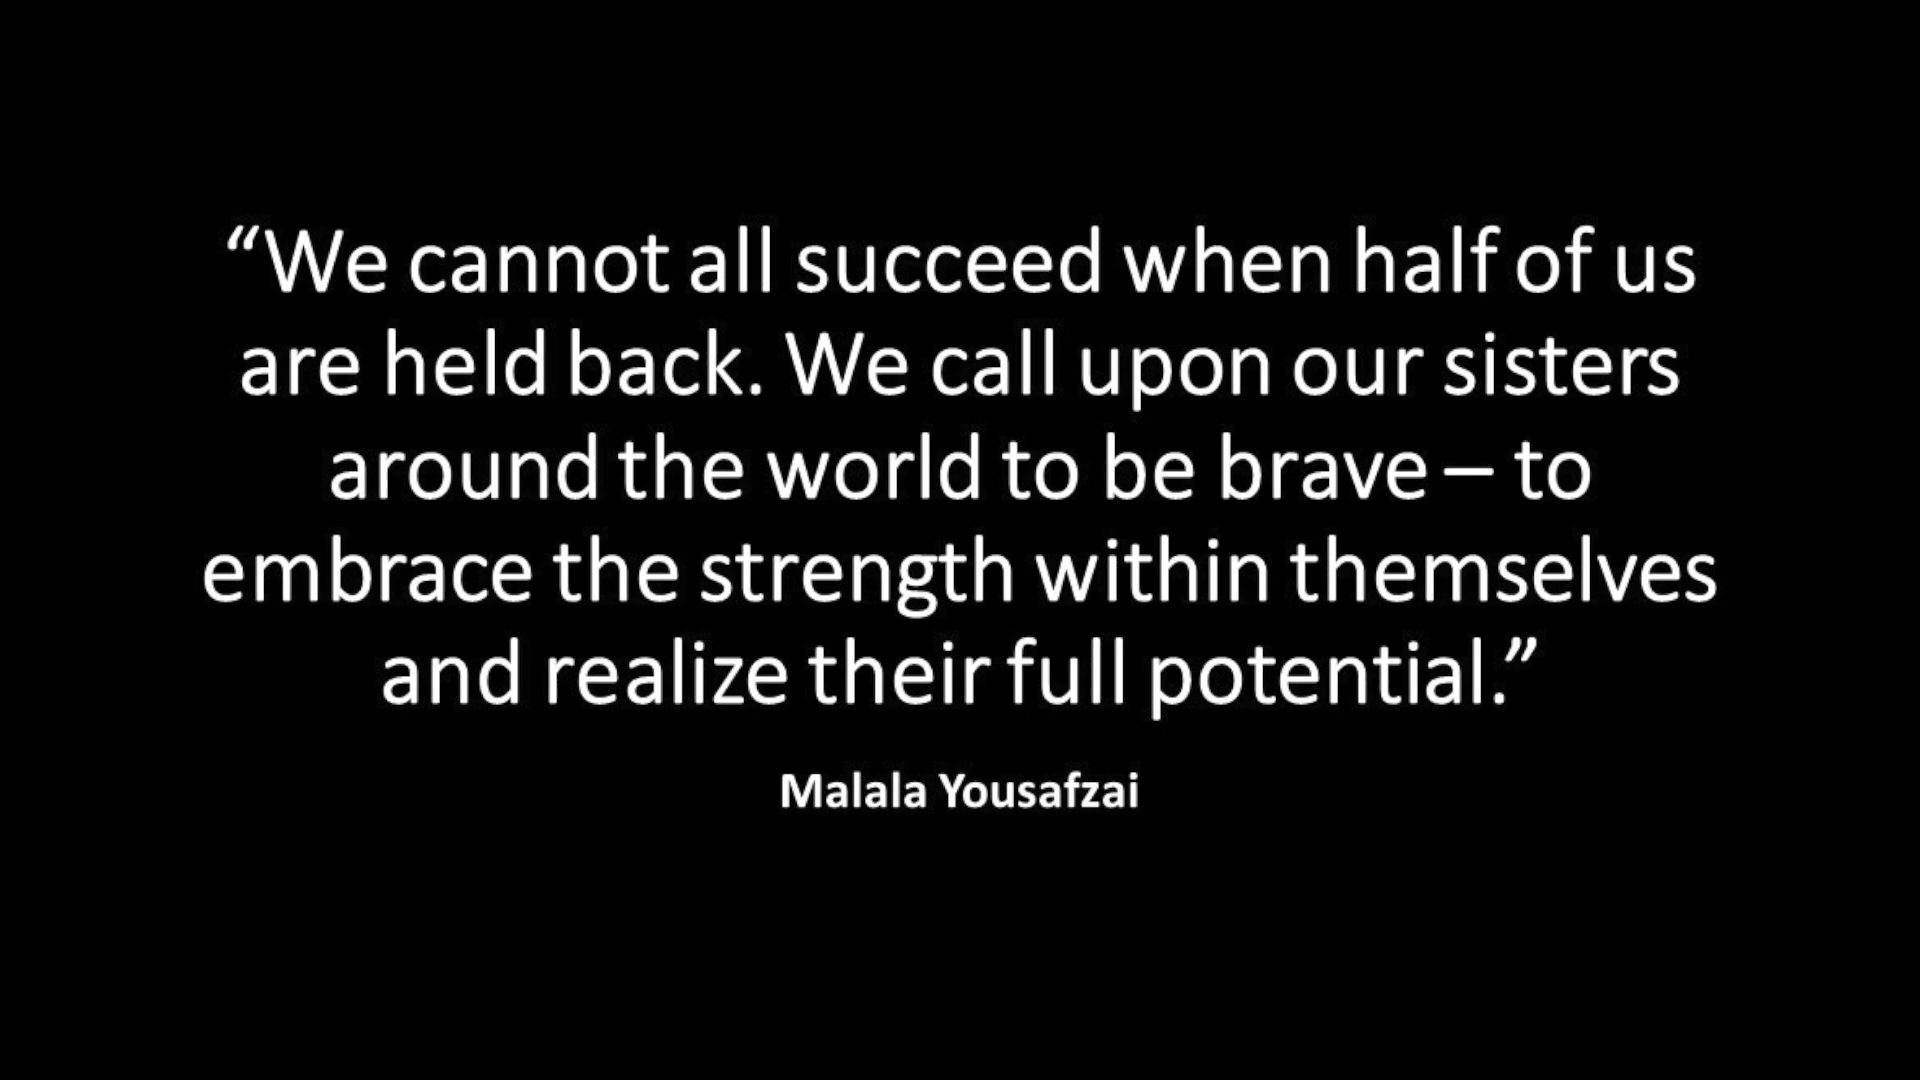 “We cannot all succeed when half of us
are held back. We call upon our sisters
around the world to be brave – to
embrace the strength within themselves
and realize their full potential.”
Malala Yousafzai